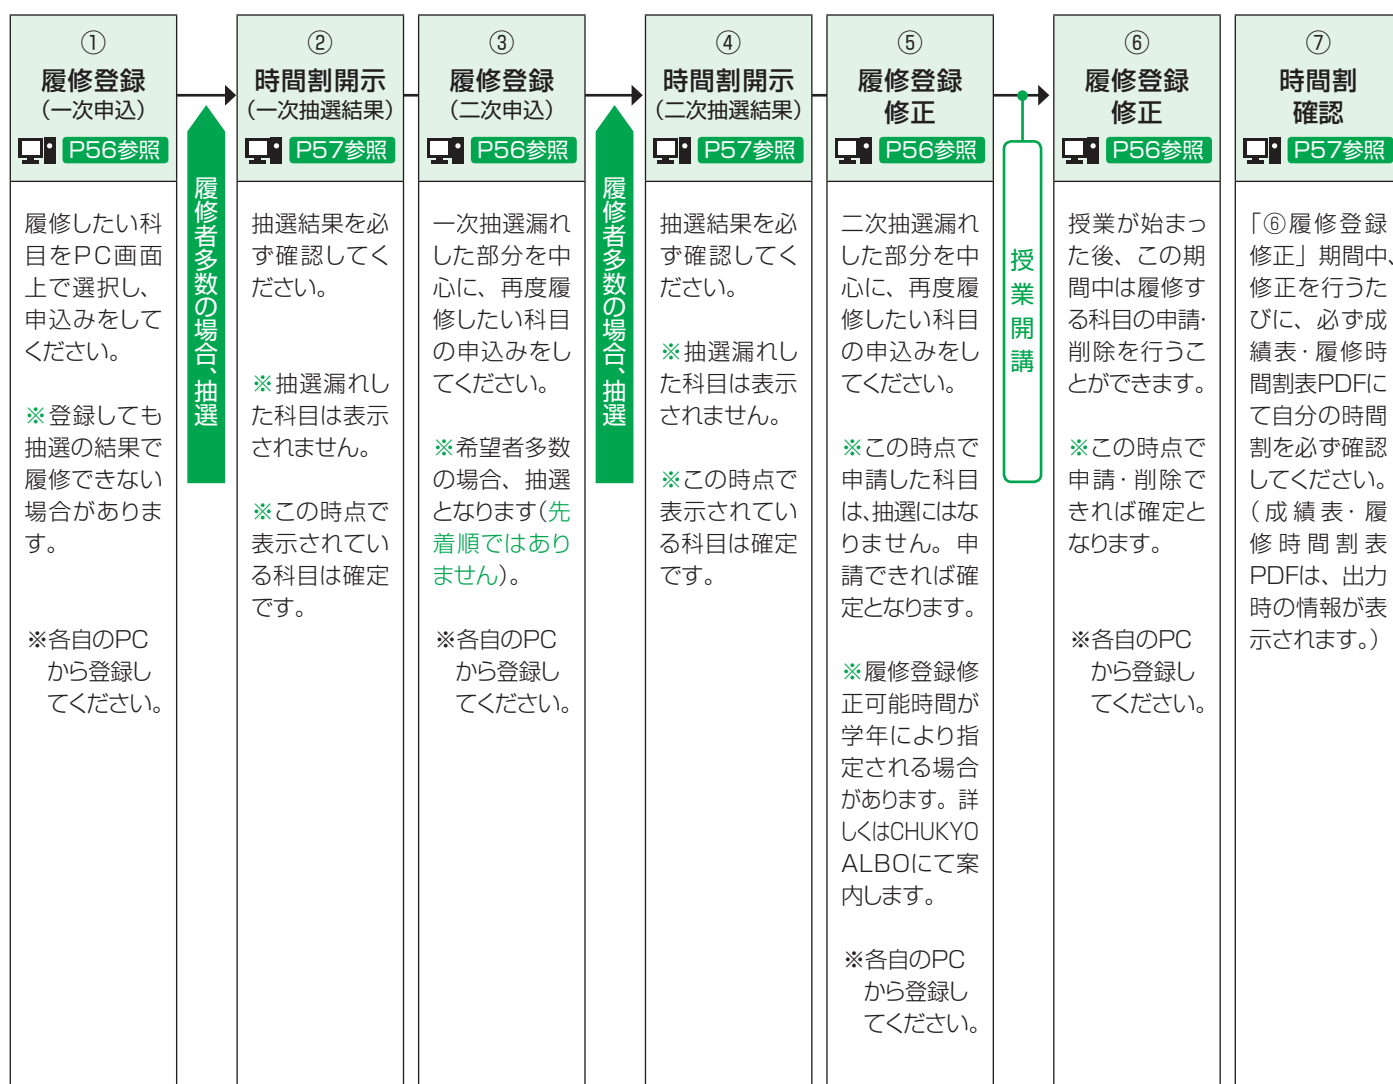 ①
履修登録
（一次申込）
P56参照
履修したい科
目をPC画面
上で選択し、
申込みをして
ください。
※登録しても
抽選の結果で
履修できない
場合がありま
す。
※各自のPC
から登録し
てください。
履修者多数の場合、抽選
②
時間割開示
（一次抽選結果）
P57参照
抽選結果を必
ず確認してく
ださい。
※抽選漏れし
た科目は表示
されません。
※この時点で
表示されてい
る科目は確定
です。
③
履修登録
（二次申込）
P56参照
一次抽選漏れ
した部分を中
心に、再度履
修したい科目
の申込みをし
てください。
※希望者多数
の場合、抽選
となります（先
着順ではあり
ません）。
※各自のPC
から登録し
てください。
履修者多数の場合、抽選
④
時間割開示
（二次抽選結果）
P57参照
抽選結果を必
ず確認してく
ださい。
※抽選漏れし
た科目は表示
されません。
※この時点で
表示されてい
る科目は確定
です。
⑤
履修登録
修正
P56参照
二次抽選漏れ
した部分を中
心に、再度履
修したい科目
の申込みをし
てください。
※この時点で
申請した科目
は、抽選にはな
りません。申
請できれば確
定となります。
※履修登録修
正可能時間が
学年により指
定される場合
があります。詳
しくはCHUKYO
ALBOにて案
内します。
※各自のPC
から登録し
てください。
授業開講
⑥
履修登録
修正
P56参照
授業が始まっ
た後、この期
間中は履修す
る科目の申請・
削除を行うこ
とができます。
※この時点で
申請・削除で
きれば確定と
なります。
※各自のPC
から登録し
てください。
⑦
時間割
確認
P57参照
「⑥履修登録
修正」期間中、
修正を行うた
びに、必ず成
績表・履修時
間割表PDFに
て自分の時間
割を必ず確認
してください。
（成績表・履
修時間割表
PDFは、出力
時の情報が表
示されます。）